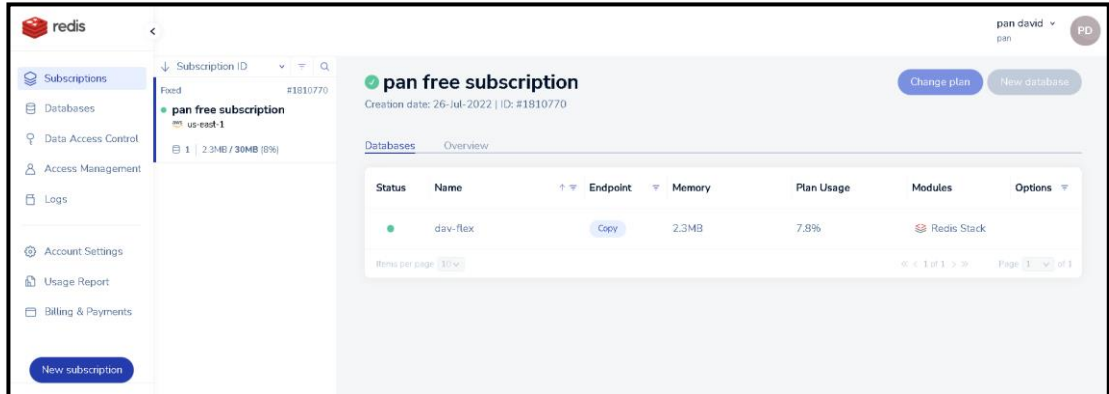 redis
pan david
pan
PD
Subscriptions
Databases
Data Access Control
Access Management
Logs
Account Settings
Usage Report
Billing & Payments
New subscription
Subscription ID
Fixed #1810770
pan free subscription
aws us-east-1
1 2.3MB / 30MB (8%)
pan free subscription
Creation date: 26-Jul-2022 | ID: #1810770
Change plan New database
Databases Overview
Status Name Endpoint Memory Plan Usage Modules Options
dav-flex Copy 2.3MB 7.8% Redis Stack
Items per page 10 1 of 1 Page 1 of 1